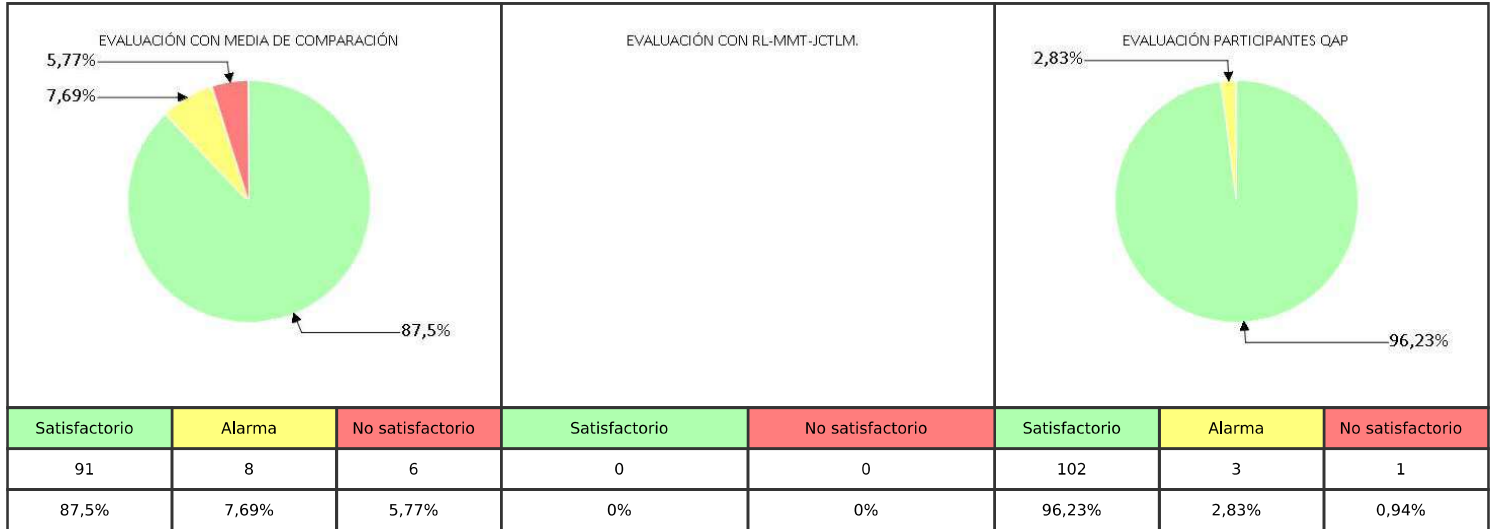 EVALUACIÓN CON MEDIA DE COMPARACIÓN
5,77%
7,69%
87,5%
EVALUACIÓN CON RL-MMT-JCTLM.
EVALUACIÓN PARTICIPANTES QAP
2,83%
96,23%
Satisfactorio Alarma No satisfactorio Satisfactorio No satisfactorio Satisfactorio Alarma No satisfactorio
91 8 6 0 0 102 3 1
87,5% 7,69% 5,77% 0% 0% 96,23% 2,83% 0,94%